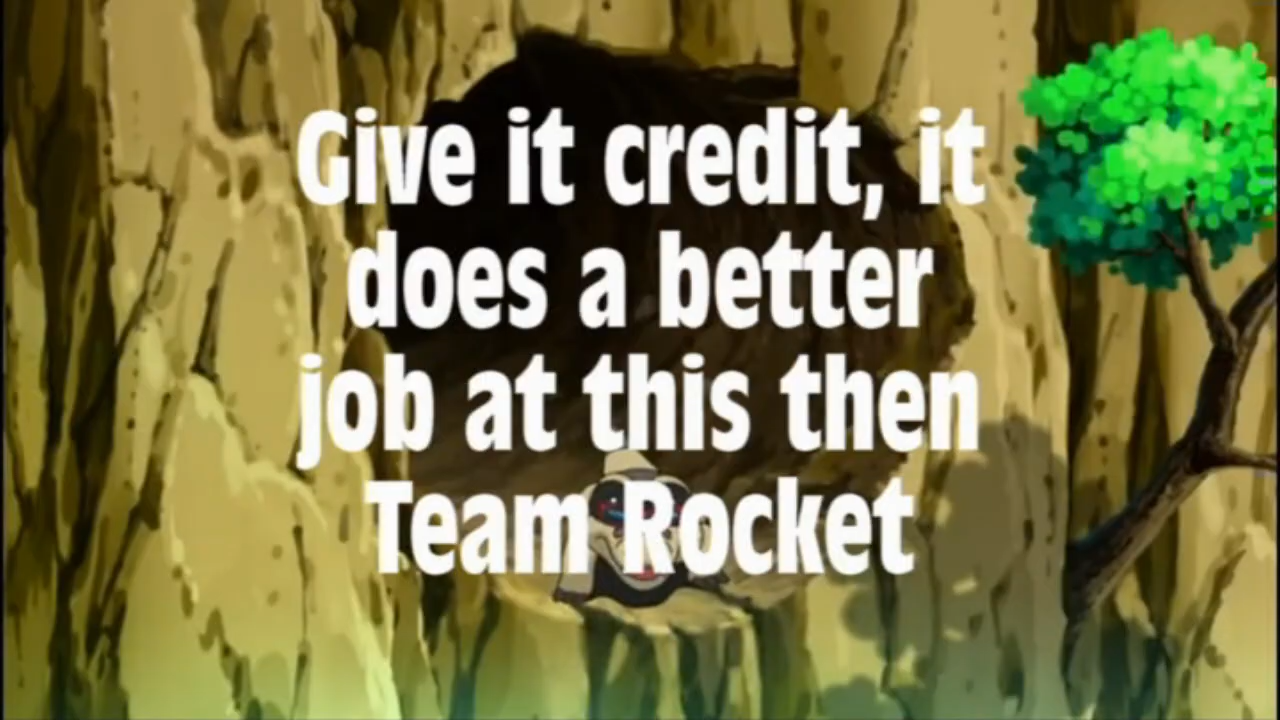 Give it credit, it
does a better
job at this then
Team Rocket